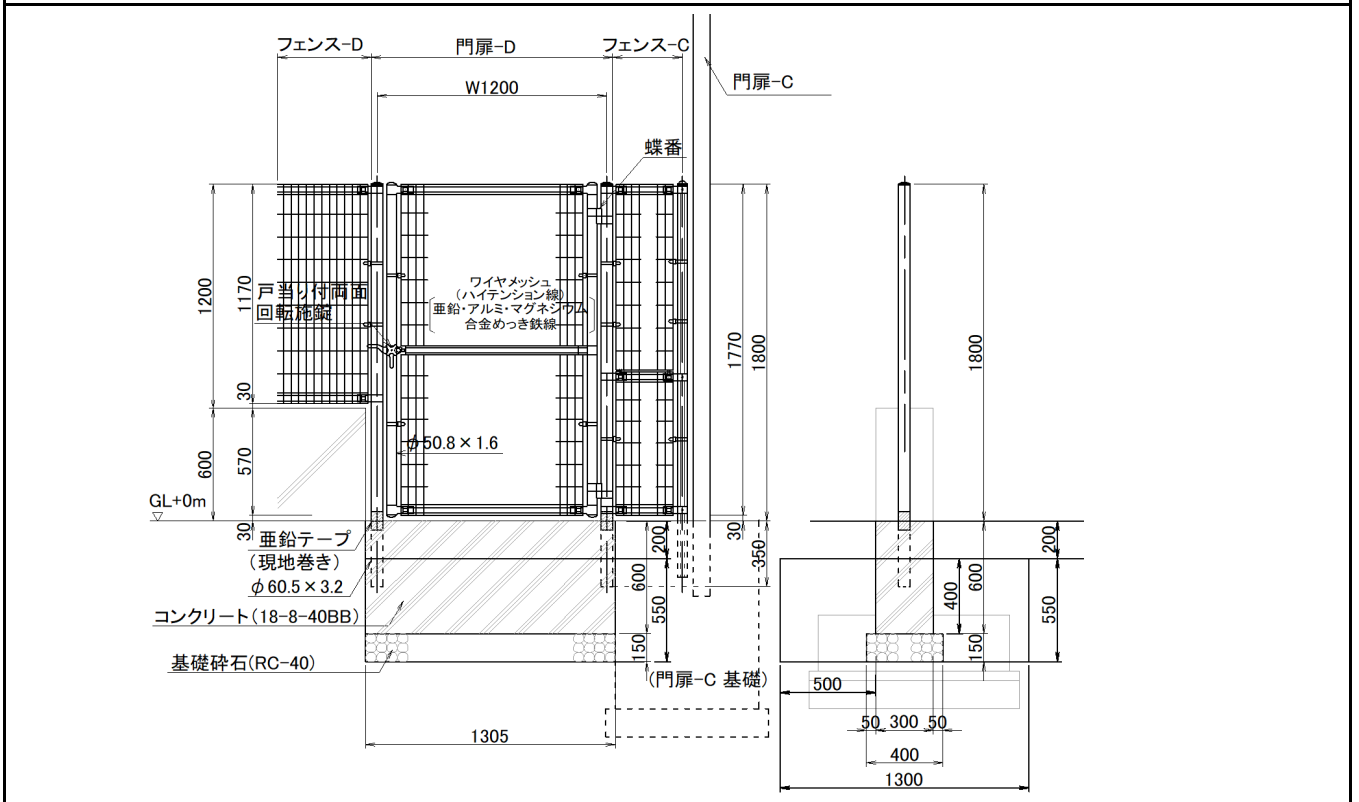 フェンス-D
門扉-D
フェンス-C
W1200
門扉-C
蝶番
1200
1170
戸当り付両面
回転施錠
ワイヤメッシュ
(ハイテンション線)
亜鉛・アルミ・マグネシウム
合金めっき鉄線
1770
1800
1800
30
600
570
φ50.8×1.6
GL+0m
30
亜鉛テープ
(現地巻き)
φ60.5×3.2
コンクリート(18-8-40BB)
基礎砕石(RC-40)
200
600
550
150
30
350
(門扉-C 基礎)
1305
200
400
600
550
150
500
50 300 50
400
1300